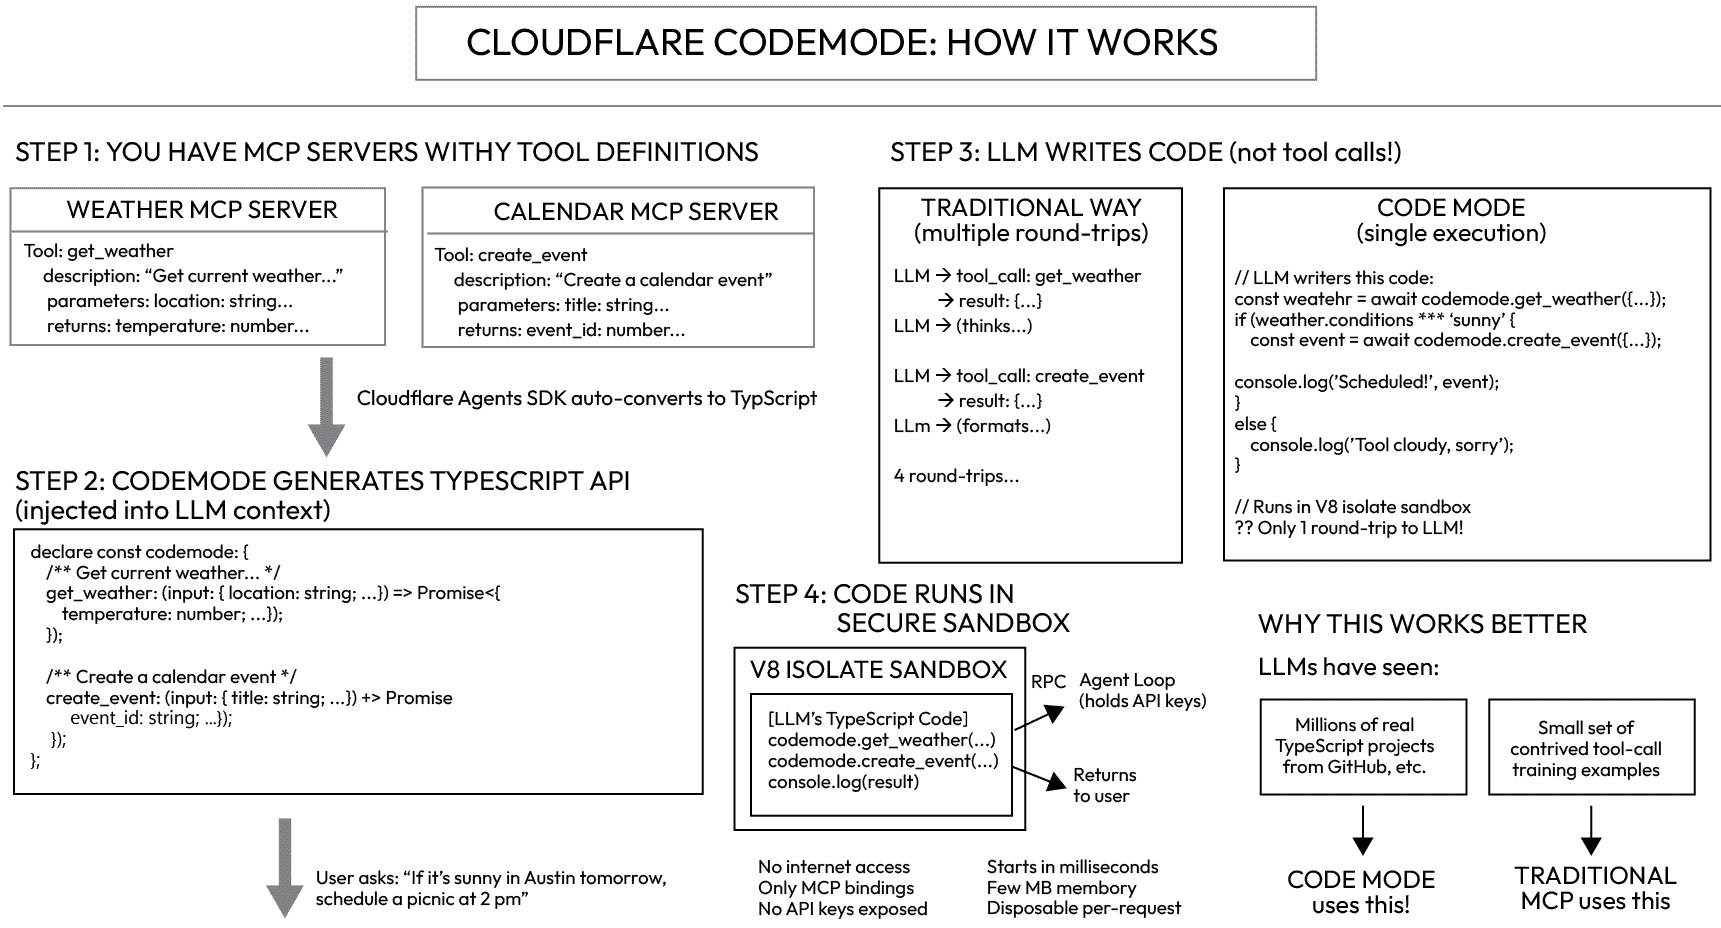 CLOUDFLARE CODEMODE: HOW IT WORKS
STEP 1: YOU HAVE MCP SERVERS WITHY TOOL DEFINITIONS
WEATHER MCP SERVER
Tool: get_weather
description: “Get current weather...”
parameters: location: string...
returns: temperature: number...
CALENDAR MCP SERVER
Tool: create_event
description: “Create a calendar event”
parameters: title: string...
returns: event_id: number...
Cloudflare Agents SDK auto-converts to TypScript
STEP 2: CODEMODE GENERATES TYPESCRIPT API
(injected into LLM context)
declare const codemode: {
/** Get current weather... */
get_weather: (input: { location: string; ...}) => Promise<{
temperature: number; ...});
});
/** Create a calendar event */
create_event: (input: { title: string; ...}) +> Promise
event_id: string; ...});
});
};
User asks: “If it’s sunny in Austin tomorrow,
schedule a picnic at 2 pm”
STEP 3: LLM WRITES CODE (not tool calls!)
TRADITIONAL WAY
(multiple round-trips)
LLM → tool_call: get_weather
→ result: {...}
LLM → (thinks...)
LLM → tool_call: create_event
→ result: {...}
LLm → (formats...)
4 round-trips...
CODE MODE
(single execution)
// LLM writers this code:
const weatehr = await codemode.get_weather({...});
if (weather.conditions *** ‘sunny’ {
const event = await codemode.create_event({...});
console.log(’Scheduled!’, event);
}
else {
console.log(’Tool cloudy, sorry’);
}
// Runs in V8 isolate sandbox
?? Only 1 round-trip to LLM!
STEP 4: CODE RUNS IN
SECURE SANDBOX
V8 ISOLATE SANDBOX
[LLM’s TypeScript Code]
codemode.get_weather(...)
codemode.create_event(...)
console.log(result)
RPC
Agent Loop
(holds API keys)
Returns
to user
No internet access
Only MCP bindings
No API keys exposed
Starts in milliseconds
Few MB membory
Disposable per-request
WHY THIS WORKS BETTER
LLMs have seen:
Millions of real
TypeScript projects
from GitHub, etc.
CODE MODE
uses this!
Small set of
contrived tool-call
training examples
TRADITIONAL
MCP uses this